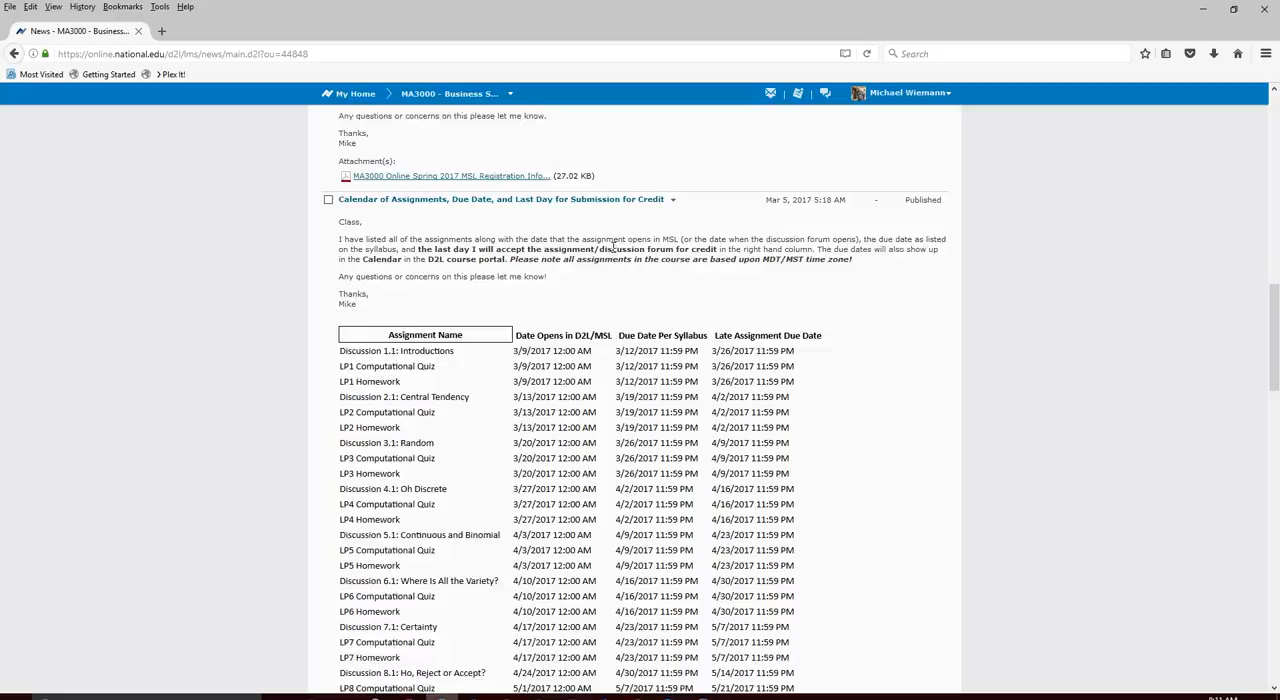 File Edit View History Bookmarks Tools Help
News - MA3000 - Business...
https://online.national.edu/d2l/lms/news/main.d2l?ou=44848
Search
Most Visited Getting Started Plex It!
My Home MA3000 - Business S... Michael Wiemann
Any questions or concerns on this please let me know.
Thanks,
Mike
Attachment(s):
MA3000 Online Spring 2017 MSL Registration Info... (27.02 KB)
Calendar of Assignments, Due Date, and Last Day for Submission for Credit Mar 5, 2017 5:18 AM - Published
Class,
I have listed all of the assignments along with the date that the assignment opens in MSL (or the date when the discussion forum opens), the due date as listed
on the syllabus, and the last day I will accept the assignment/discussion forum for credit in the right hand column. The due dates will also show up
in the Calendar in the D2L course portal. Please note all assignments in the course are based upon MDT/MST time zone!
Any questions or concerns on this please let me know!
Thanks,
Mike
Assignment Name Date Opens in D2L/MSL Due Date Per Syllabus Late Assignment Due Date
Discussion 1.1: Introductions 3/9/2017 12:00 AM 3/12/2017 11:59 PM 3/26/2017 11:59 PM
LP1 Computational Quiz 3/9/2017 12:00 AM 3/12/2017 11:59 PM 3/26/2017 11:59 PM
LP1 Homework 3/9/2017 12:00 AM 3/12/2017 11:59 PM 3/26/2017 11:59 PM
Discussion 2.1: Central Tendency 3/13/2017 12:00 AM 3/19/2017 11:59 PM 4/2/2017 11:59 PM
LP2 Computational Quiz 3/13/2017 12:00 AM 3/19/2017 11:59 PM 4/2/2017 11:59 PM
LP2 Homework 3/13/2017 12:00 AM 3/19/2017 11:59 PM 4/2/2017 11:59 PM
Discussion 3.1: Random 3/20/2017 12:00 AM 3/26/2017 11:59 PM 4/9/2017 11:59 PM
LP3 Computational Quiz 3/20/2017 12:00 AM 3/26/2017 11:59 PM 4/9/2017 11:59 PM
LP3 Homework 3/20/2017 12:00 AM 3/26/2017 11:59 PM 4/9/2017 11:59 PM
Discussion 4.1: Oh Discrete 3/27/2017 12:00 AM 4/2/2017 11:59 PM 4/16/2017 11:59 PM
LP4 Computational Quiz 3/27/2017 12:00 AM 4/2/2017 11:59 PM 4/16/2017 11:59 PM
LP4 Homework 3/27/2017 12:00 AM 4/2/2017 11:59 PM 4/16/2017 11:59 PM
Discussion 5.1: Continuous and Binomial 4/3/2017 12:00 AM 4/9/2017 11:59 PM 4/23/2017 11:59 PM
LP5 Computational Quiz 4/3/2017 12:00 AM 4/9/2017 11:59 PM 4/23/2017 11:59 PM
LP5 Homework 4/3/2017 12:00 AM 4/9/2017 11:59 PM 4/23/2017 11:59 PM
Discussion 6.1: Where Is All the Variety? 4/10/2017 12:00 AM 4/16/2017 11:59 PM 4/30/2017 11:59 PM
LP6 Computational Quiz 4/10/2017 12:00 AM 4/16/2017 11:59 PM 4/30/2017 11:59 PM
LP6 Homework 4/10/2017 12:00 AM 4/16/2017 11:59 PM 4/30/2017 11:59 PM
Discussion 7.1: Certainty 4/17/2017 12:00 AM 4/23/2017 11:59 PM 5/7/2017 11:59 PM
LP7 Computational Quiz 4/17/2017 12:00 AM 4/23/2017 11:59 PM 5/7/2017 11:59 PM
LP7 Homework 4/17/2017 12:00 AM 4/23/2017 11:59 PM 5/7/2017 11:59 PM
Discussion 8.1: Ho, Reject or Accept? 4/24/2017 12:00 AM 4/30/2017 11:59 PM 5/14/2017 11:59 PM
LP8 Computational Quiz 5/1/2017 12:00 AM 5/7/2017 11:59 PM 5/21/2017 11:59 PM